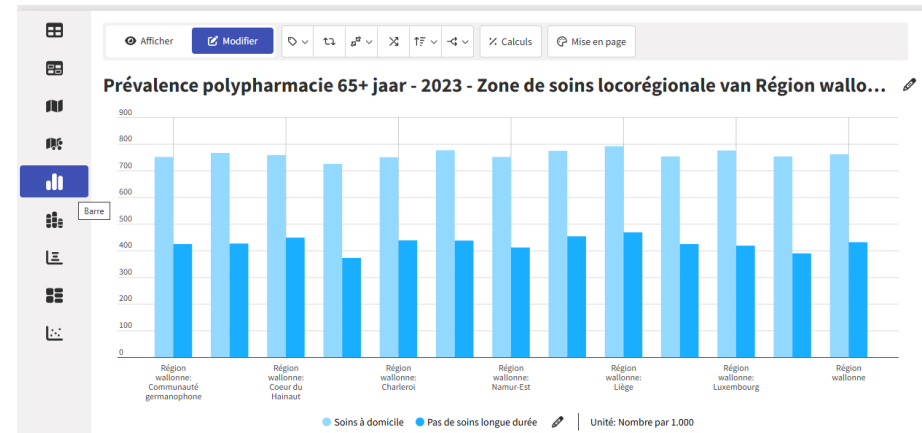 Afficher
Modifier
Calculs
Mise en page
Prévalence polypharmacie 65+ jaar - 2023 - Zone de soins locorégionale van Région wallo...
900
800
700
600
500
400
300
200
100
0
Barre
Région
wallonne:
Communauté
germanophone
Région
wallonne:
Coeur du
Hainaut
Région
wallonne:
Charleroi
Région
wallonne:
Namur-Est
Région
wallonne:
Liège
Région
wallonne:
Luxembourg
Région
wallonne
Soins à domicile
Pas de soins longue durée
Unité: Nombre par 1.000